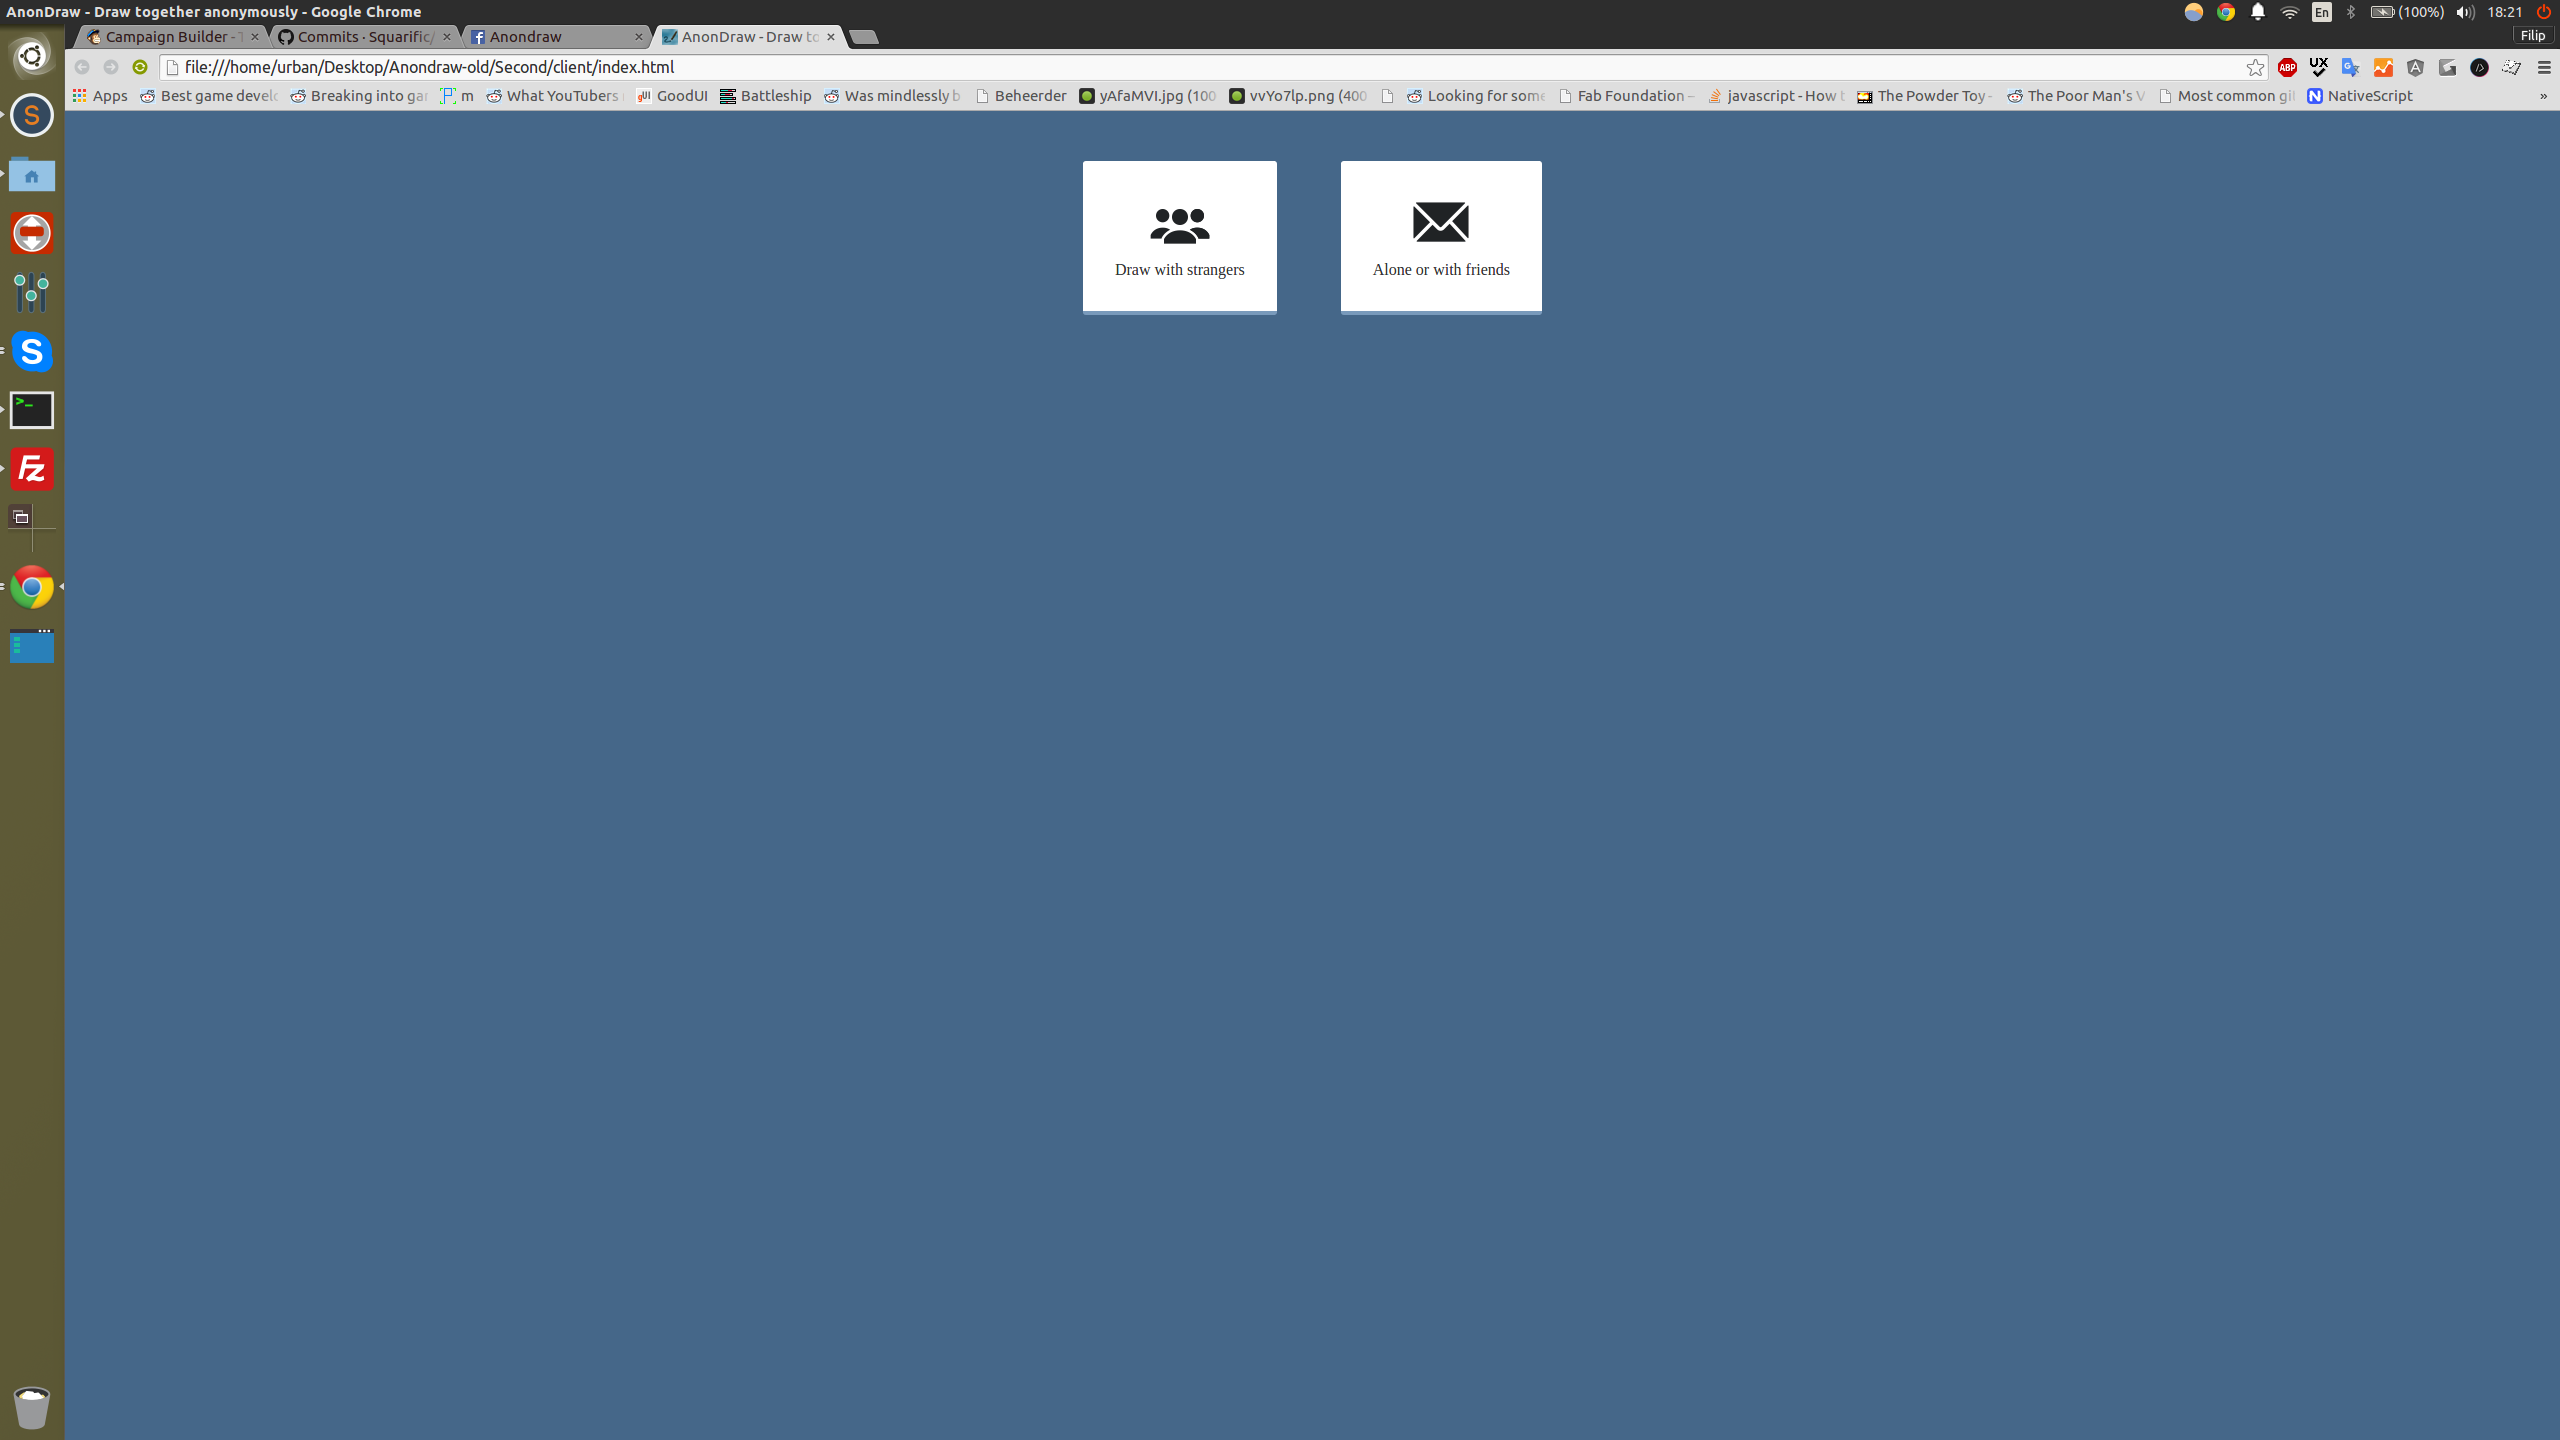 AnonDraw - Draw together anonymously - Google Chrome
En
(100%)
18:21
Campaign Builder - T
Commits · Squarific/
Anondraw
AnonDraw - Draw to
Filip
file:///home/urban/Desktop/Anondraw-old/Second/client/index.html
ABP
UX
Apps
Best game develo
Breaking into gar
m
What YouTubers
gUI
GoodUI
Battleship
Was mindlessly b
Beheerder
yAfaMVI.jpg (100
vvYo7lp.png (400
Looking for some
Fab Foundation –
javascript - How t
The Powder Toy -
The Poor Man's V
Most common gi
NativeScript
»
Draw with strangers
Alone or with friends